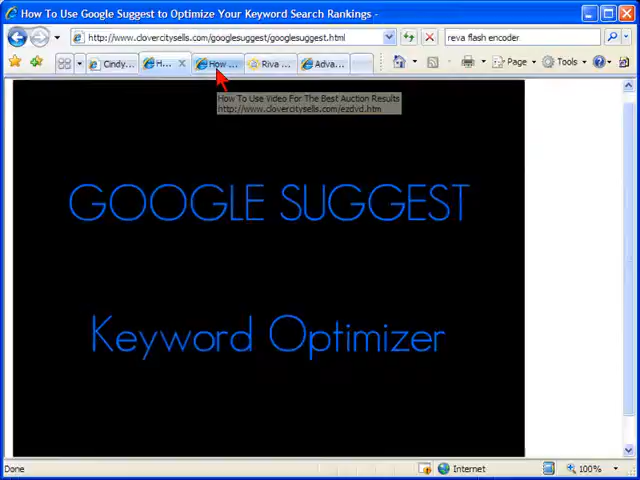 How To Use Google Suggest to Optimize Your Keyword Search Rankings -
http://www.clovercitysells.com/googlesuggest/googlesuggest.html
reva flash encoder
Cindy...
H...
How ...
Riva ...
Adva...
Page
Tools
How To Use Video For The Best Auction Results
http://www.clovercitysells.com/ezdvd.htm
GOOGLE SUGGEST
Keyword Optimizer
Done
Internet
100%